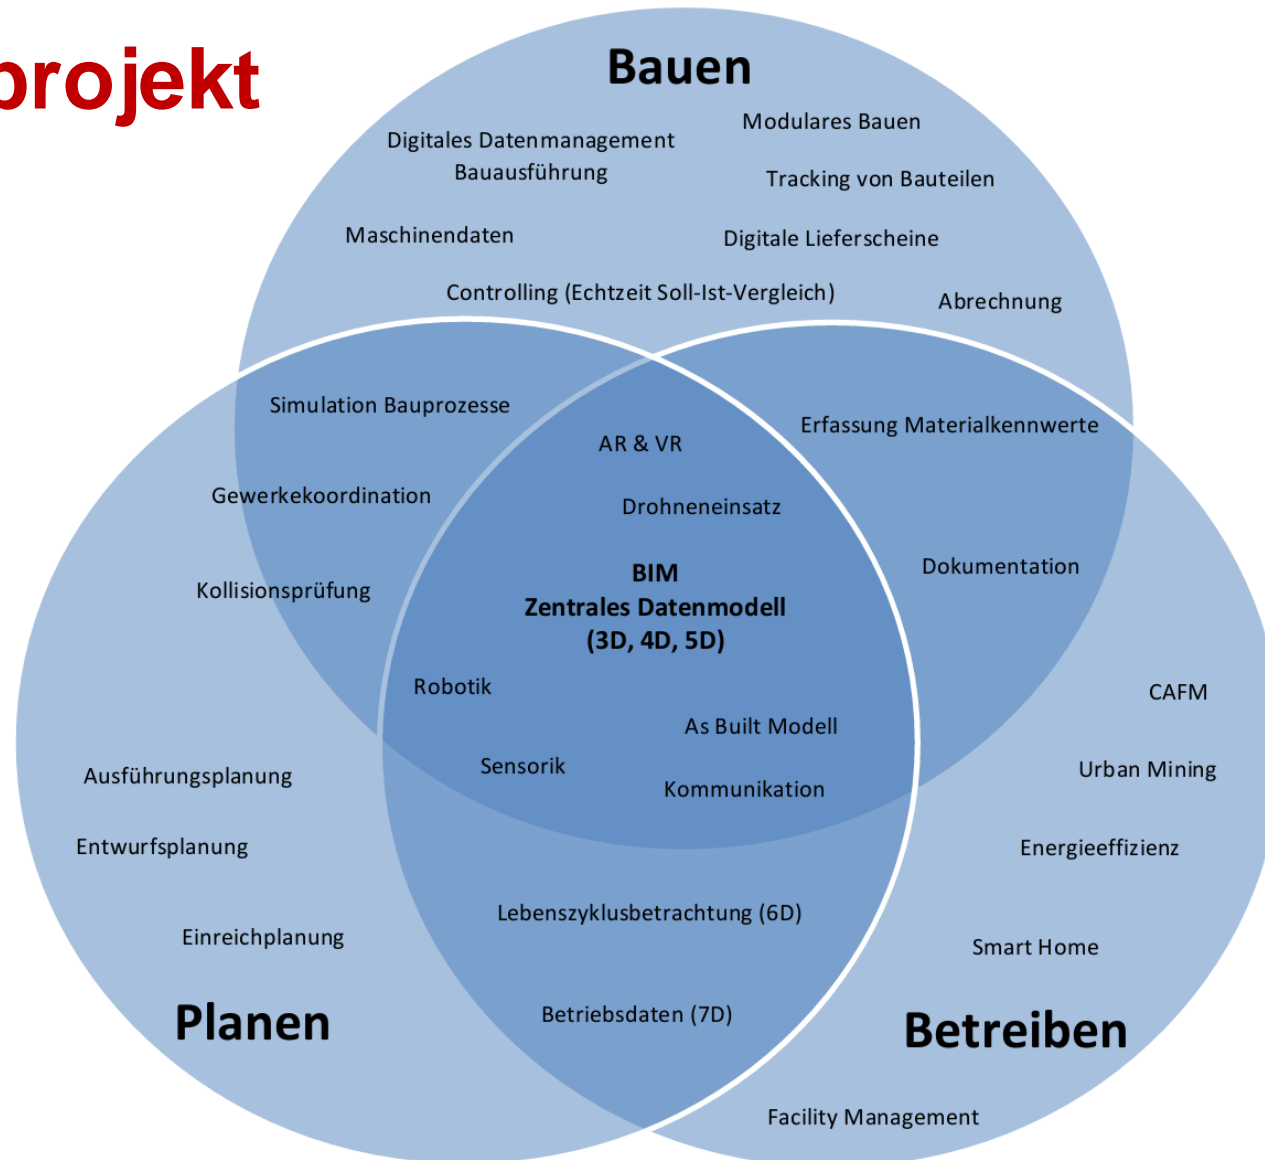 projekt
Bauen
Modulares Bauen
Digitales Datenmanagement
Bauausführung
Tracking von Bauteilen
Maschinendaten
Digitale Lieferscheine
Controlling (Echtzeit Soll-Ist-Vergleich)
Abrechnung
Simulation Bauprozesse
Erfassung Materialkennwerte
AR & VR
Gewerkekoordination
Drohneneinsatz
Dokumentation
Kollisionsprüfung
BIM
Zentrales Datenmodell
(3D, 4D, 5D)
Robotik
CAFM
As Built Modell
Sensorik
Urban Mining
Ausführungsplanung
Kommunikation
Entwurfsplanung
Energieeffizienz
Lebenszyklusbetrachtung (6D)
Einreichplanung
Smart Home
Planen
Betriebsdaten (7D)
Betreiben
Facility Management